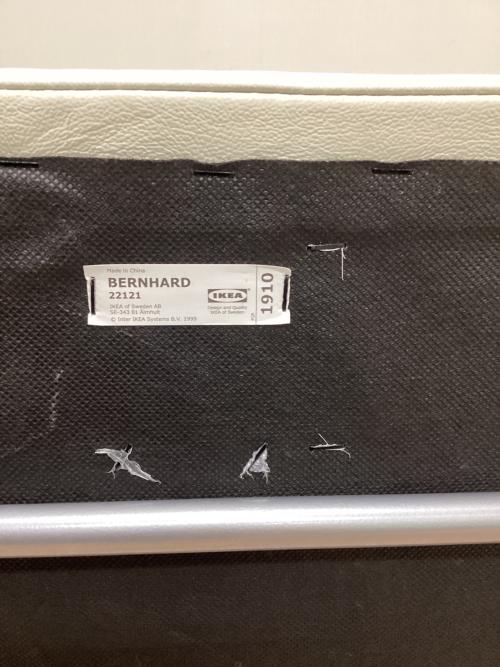 Made in China
BERNHARD
22121
IKEA of Sweden AB
SE-343 81 Älmhult
© Inter IKEA Systems B.V. 1999
IKEA
Design and Quality
IKEA of Sweden
1910